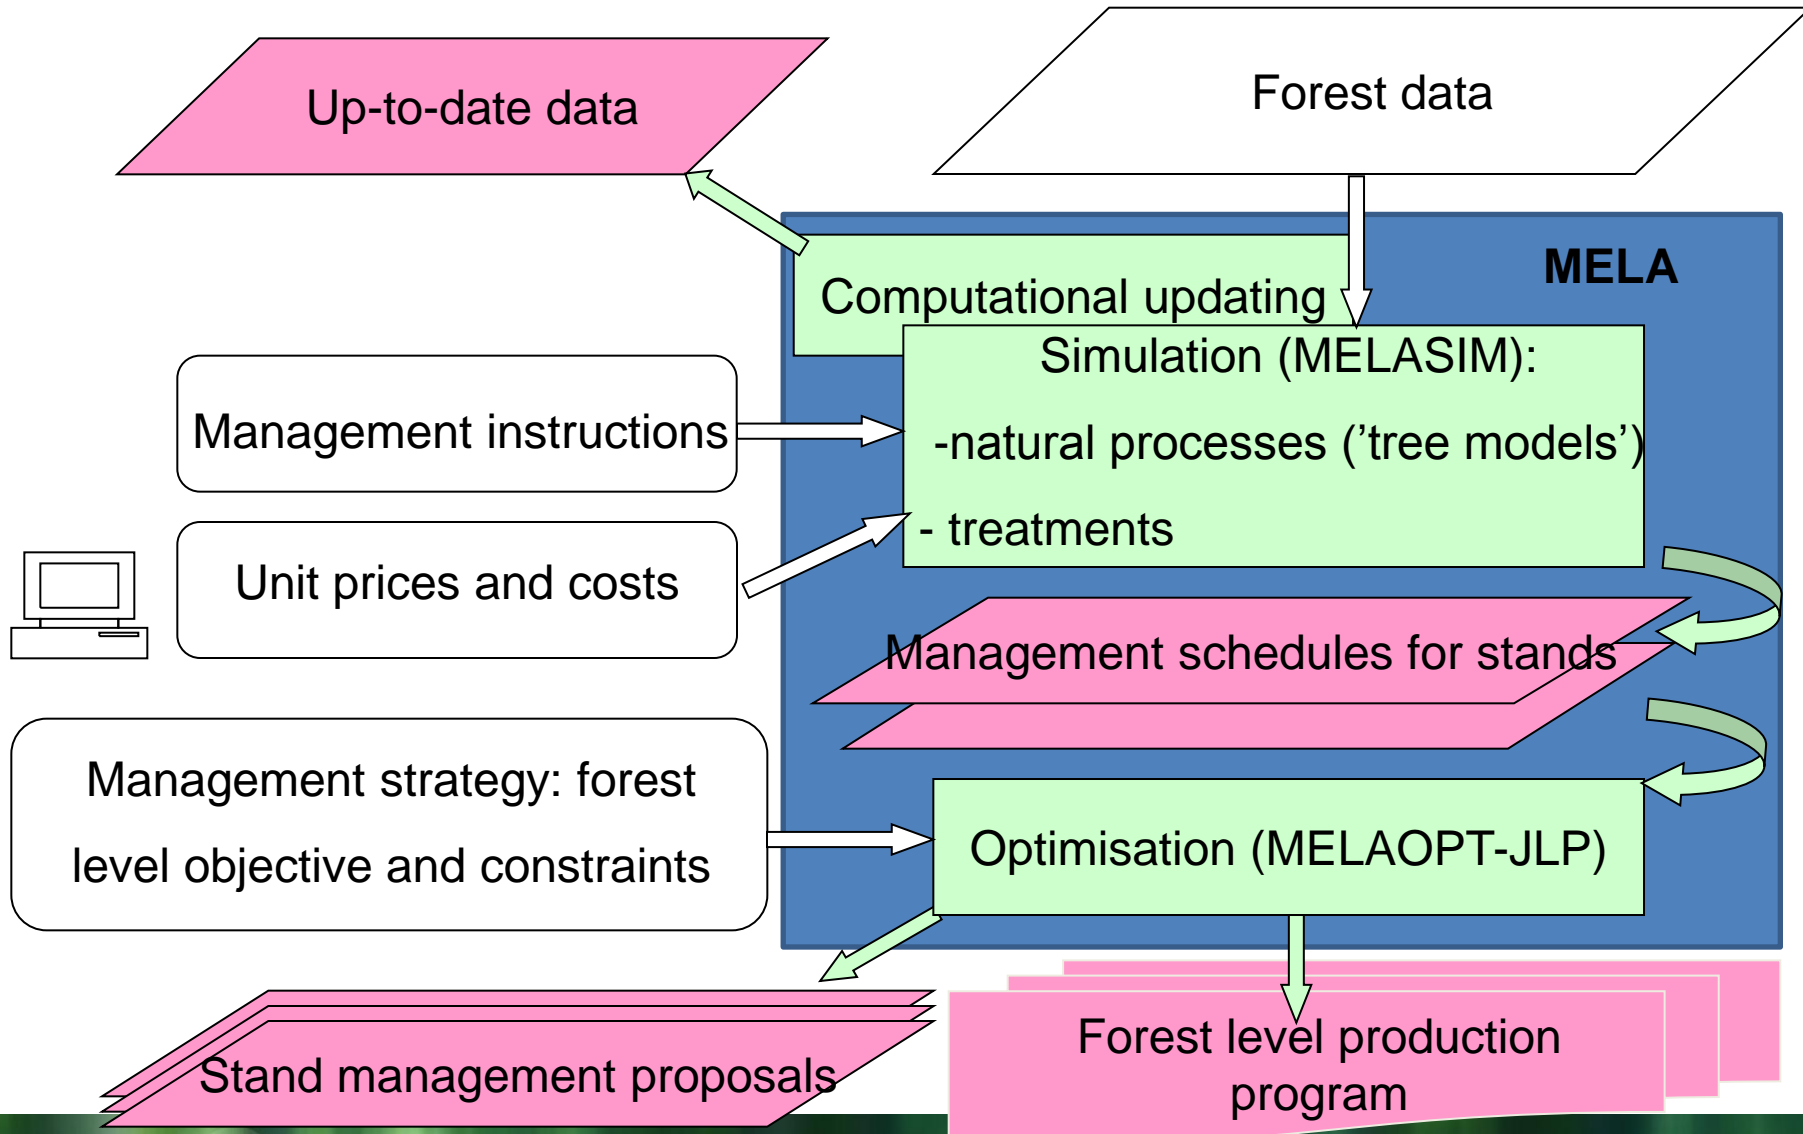 Up-to-date data
Forest data
MELA
Computational updating
Simulation (MELASIM):
-natural processes (’tree models’)
- treatments
Management instructions
Unit prices and costs
Management schedules for stands
Management strategy: forest
level objective and constraints
Optimisation (MELAOPT-JLP)
Stand management proposals
Forest level production
program